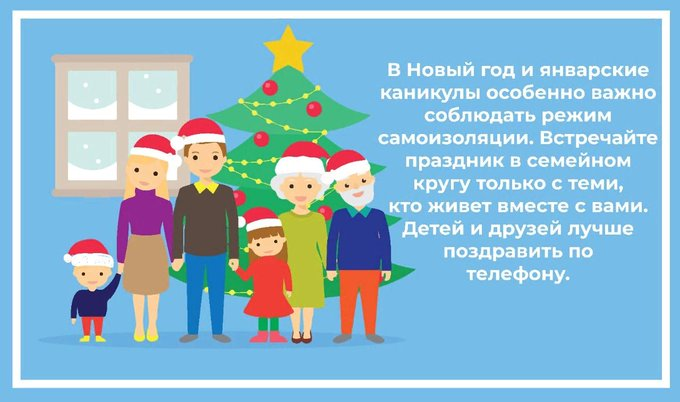 В Новый год и январские
каникулы особенно важно
соблюдать режим
самоизоляции. Встречайте
праздник в семейном
кругу только с теми,
кто живет вместе с вами.
Детей и друзей лучше
поздравить по
телефону.